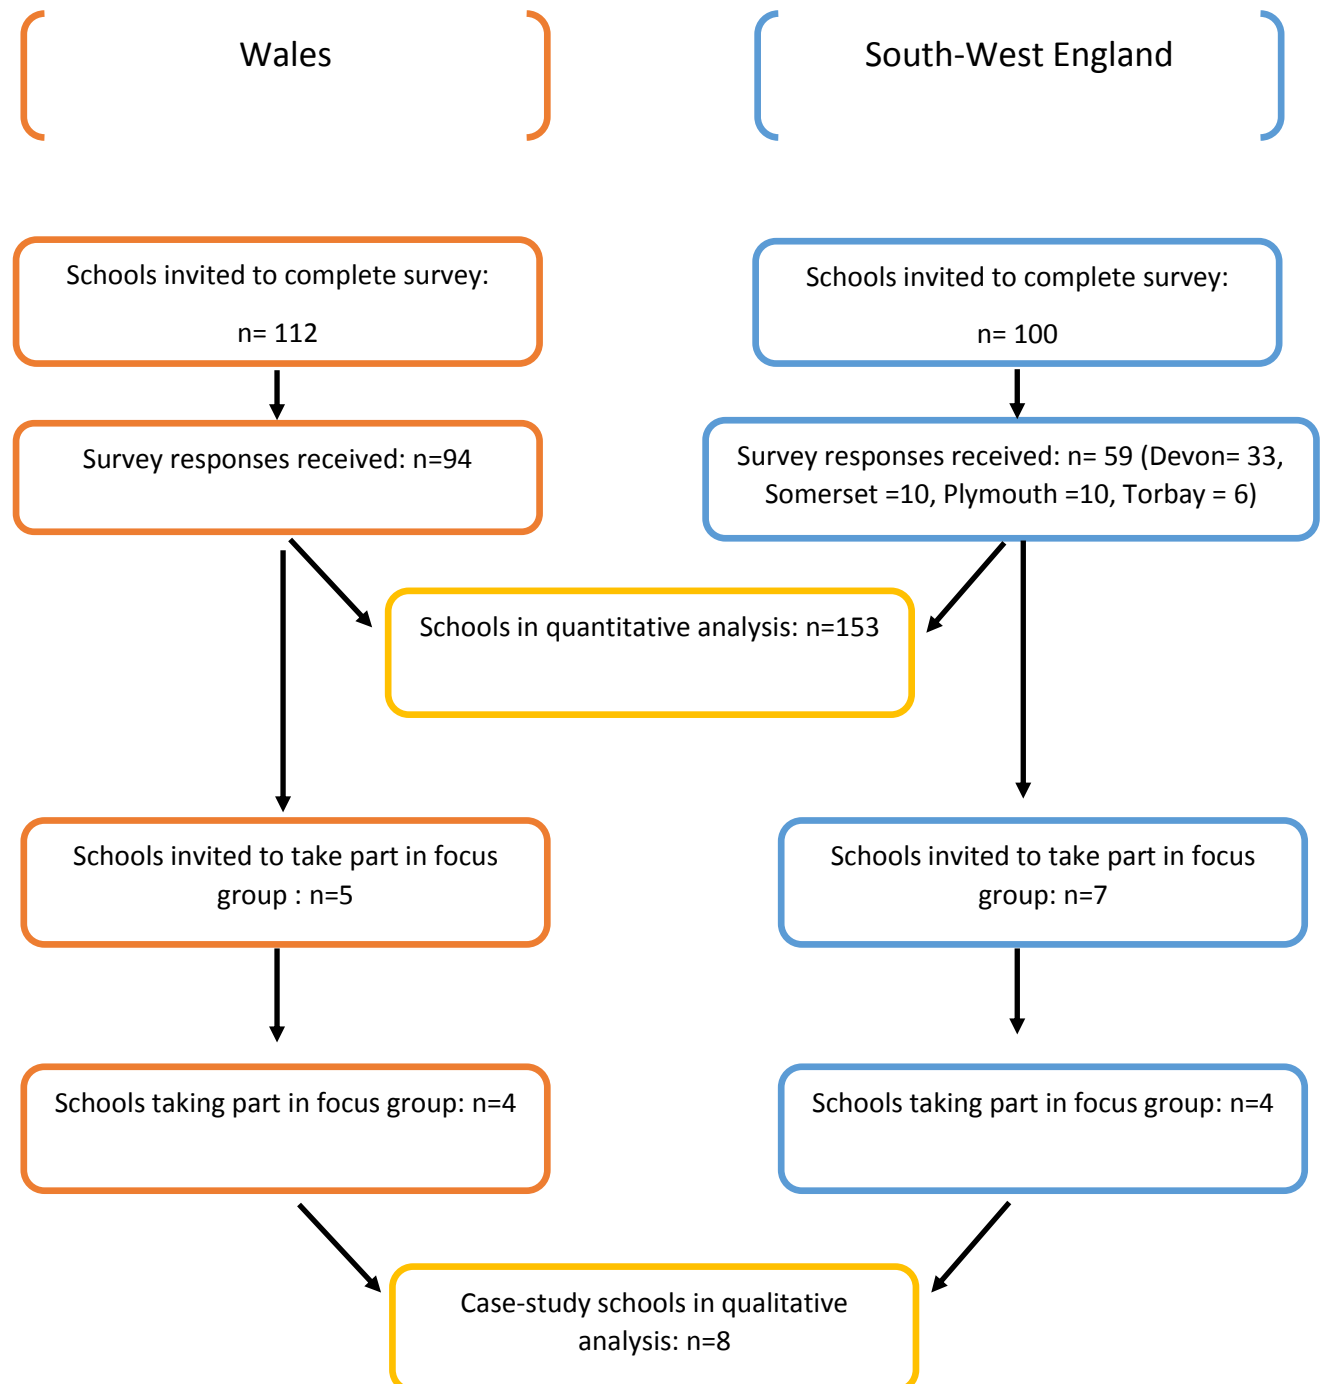 Wales
South-West England
Schools invited to complete survey:
n= 112
Schools invited to complete survey:
n= 100
Survey responses received: n=94
Survey responses received: n= 59 (Devon= 33,
Somerset =10, Plymouth =10, Torbay = 6)
Schools in quantitative analysis: n=153
Schools invited to take part in focus
group : n=5
Schools invited to take part in focus
group: n=7
Schools taking part in focus group: n=4
Schools taking part in focus group: n=4
Case-study schools in qualitative
analysis: n=8